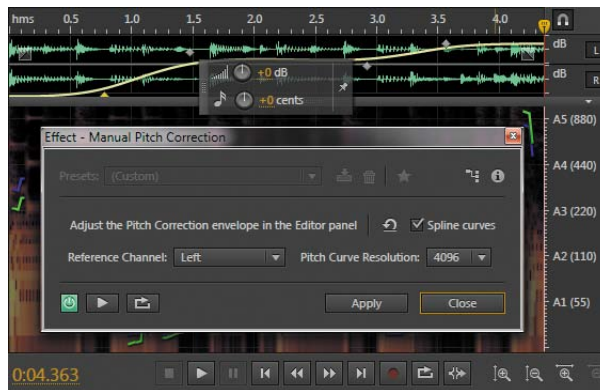 hms 0.5 1.0 1.5 2.0 2.5 3.0 3.5 4.0
dB L
+0 dB
dB R
+0 cents
A5 (880)
Effect - Manual Pitch Correction
A4 (440)
Presets: (Custom)
A3 (220)
Adjust the Pitch Correction envelope in the Editor panel Spline curves
Reference Channel: Left Pitch Curve Resolution: 4096
A2 (110)
Apply Close
A1 (55)
0:04.363